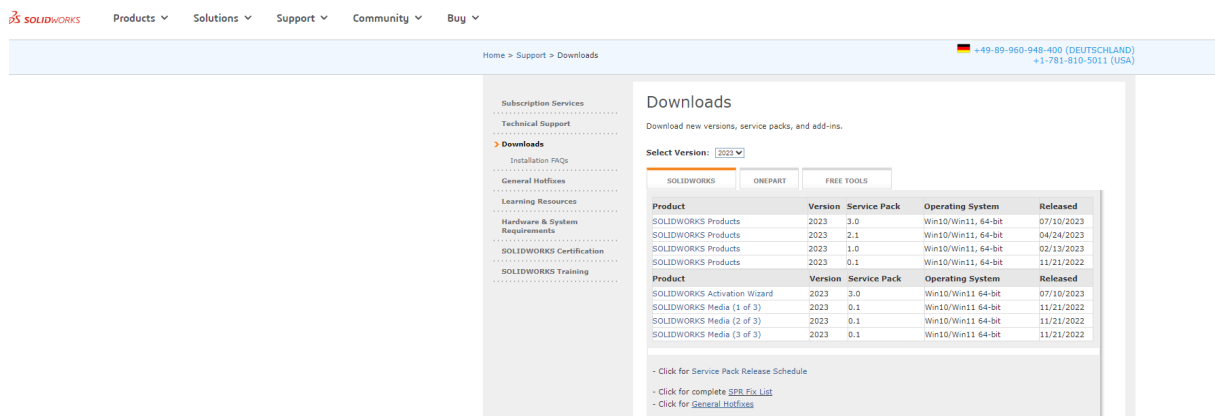 3S SOLIDWORKS Products Solutions Support Community Buy
Home > Support > Downloads
+49-89-960-948-400 (DEUTSCHLAND)
+1-781-810-5011 (USA)
Subscription Services
Technical Support
Downloads
Installation FAQs
General Hotfixes
Learning Resources
Hardware & System
Requirements
SOLIDWORKS Certification
SOLIDWORKS Training
Downloads
Download new versions, service packs, and add-ins.
Select Version: 2023
SOLIDWORKS ONEPART FREE TOOLS
Product Version Service Pack Operating System Released
SOLIDWORKS Products 2023 3.0 Win10/Win11, 64-bit 07/10/2023
SOLIDWORKS Products 2023 2.1 Win10/Win11, 64-bit 04/24/2023
SOLIDWORKS Products 2023 1.0 Win10/Win11, 64-bit 02/13/2023
SOLIDWORKS Products 2023 0.1 Win10/Win11, 64-bit 11/21/2022
Product Version Service Pack Operating System Released
SOLIDWORKS Activation Wizard 2023 3.0 Win10/Win11 64-bit 07/10/2023
SOLIDWORKS Media (1 of 3) 2023 0.1 Win10/Win11 64-bit 11/21/2022
SOLIDWORKS Media (2 of 3) 2023 0.1 Win10/Win11 64-bit 11/21/2022
SOLIDWORKS Media (3 of 3) 2023 0.1 Win10/Win11 64-bit 11/21/2022
- Click for Service Pack Release Schedule
- Click for complete SPR Fix List
- Click for General Hotfixes